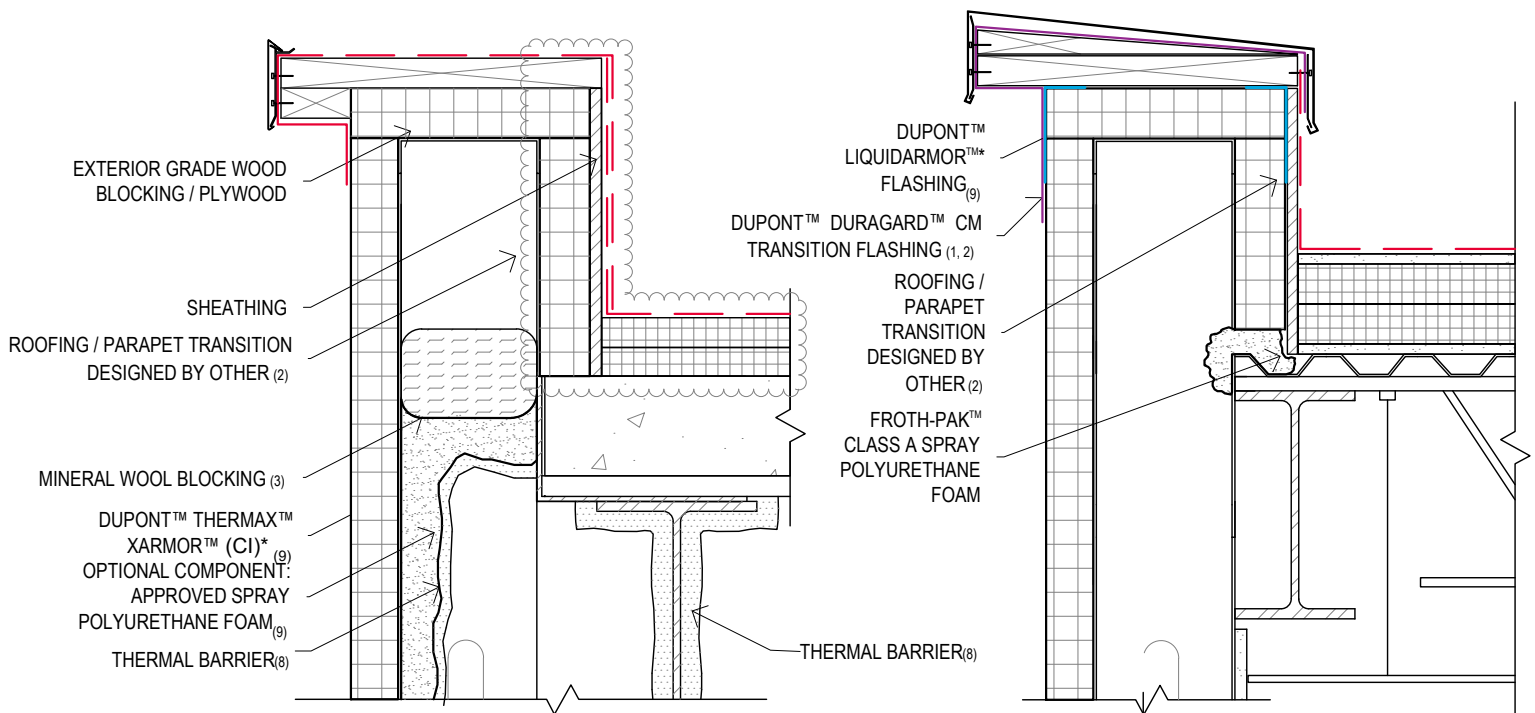 EXTERIOR GRADE WOOD
BLOCKING / PLYWOOD
SHEATHING
ROOFING / PARAPET TRANSITION
DESIGNED BY OTHER (2)
MINERAL WOOL BLOCKING (3)
DUPONT™ THERMAX™
XARMOR™ (CI)* (9)
OPTIONAL COMPONENT:
APPROVED SPRAY
POLYURETHANE FOAM(9)
THERMAL BARRIER(8)
THERMAL BARRIER(8)
DUPONT™
LIQUIDARMOR™*
FLASHING(9)
DUPONT™ DURAGARD™ CM
TRANSITION FLASHING (1, 2)
ROOFING /
PARAPET
TRANSITION
DESIGNED BY
OTHER (2)
FROTH-PAK™
CLASS A SPRAY
POLYURETHANE
FOAM